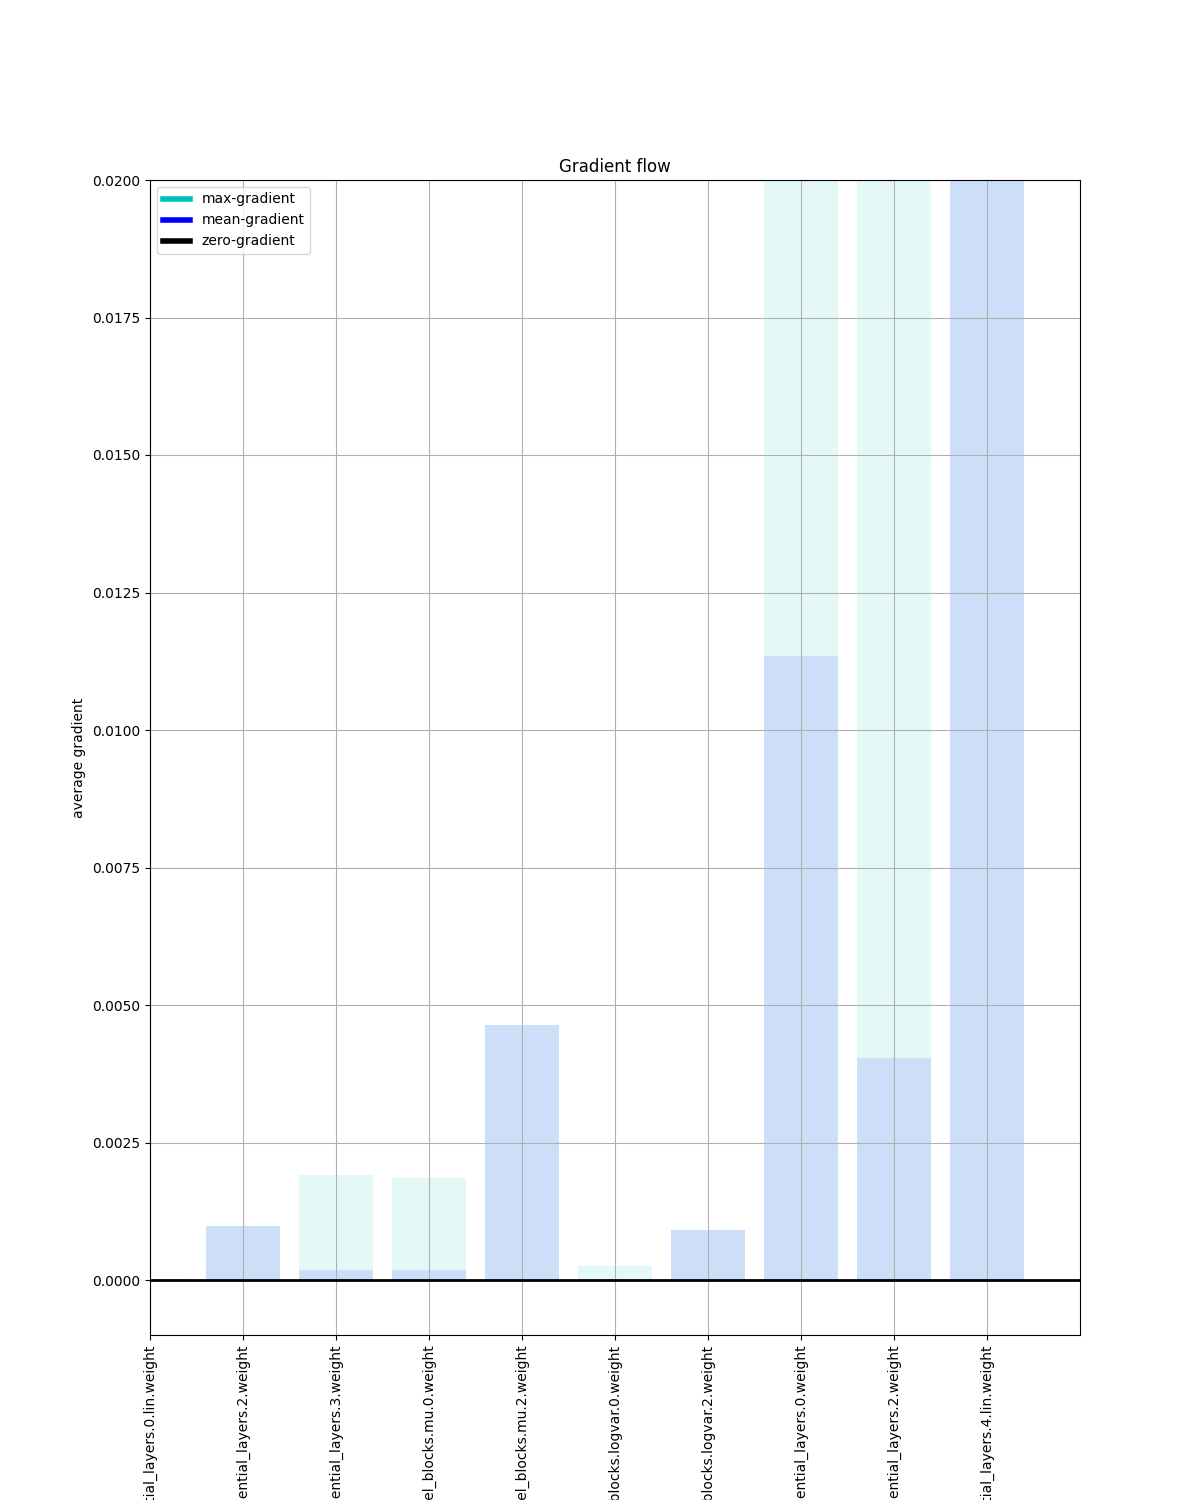 Gradient flow
max-gradient
mean-gradient
zero-gradient
0.0200
0.0175
0.0150
0.0125
0.0100
0.0075
0.0050
0.0025
0.0000
average gradient
tial_layers.0.lin.weight
ential_layers.2.weight
ential_layers.3.weight
el_blocks.mu.0.weight
el_blocks.mu.2.weight
blocks.logvar.0.weight
blocks.logvar.2.weight
ential_layers.0.weight
ential_layers.2.weight
tial_layers.4.lin.weight